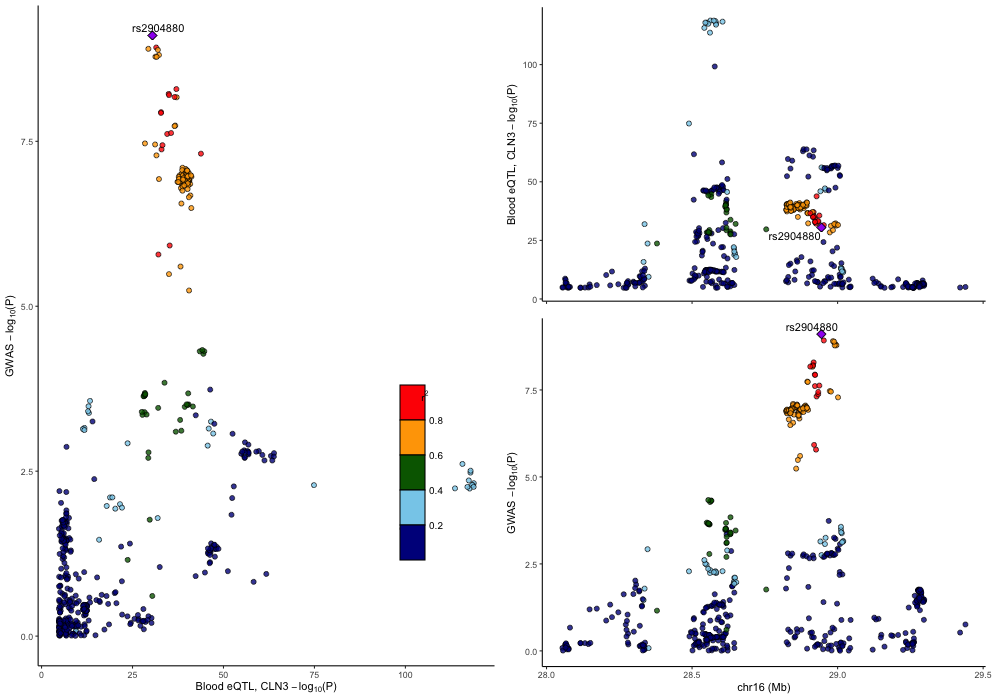 rs2904880
7.5
5.0
2.5
0.0
GWAS − log10(P)
0
25
50
75
100
Blood eQTL, CLN3 − log10(P)
r2
0.8
0.6
0.4
0.2
100
75
50
25
0
Blood eQTL, CLN3 − log10(P)
rs2904880
rs2904880
7.5
5.0
2.5
0.0
GWAS − log10(P)
28.0
28.5
29.0
29.5
chr16 (Mb)